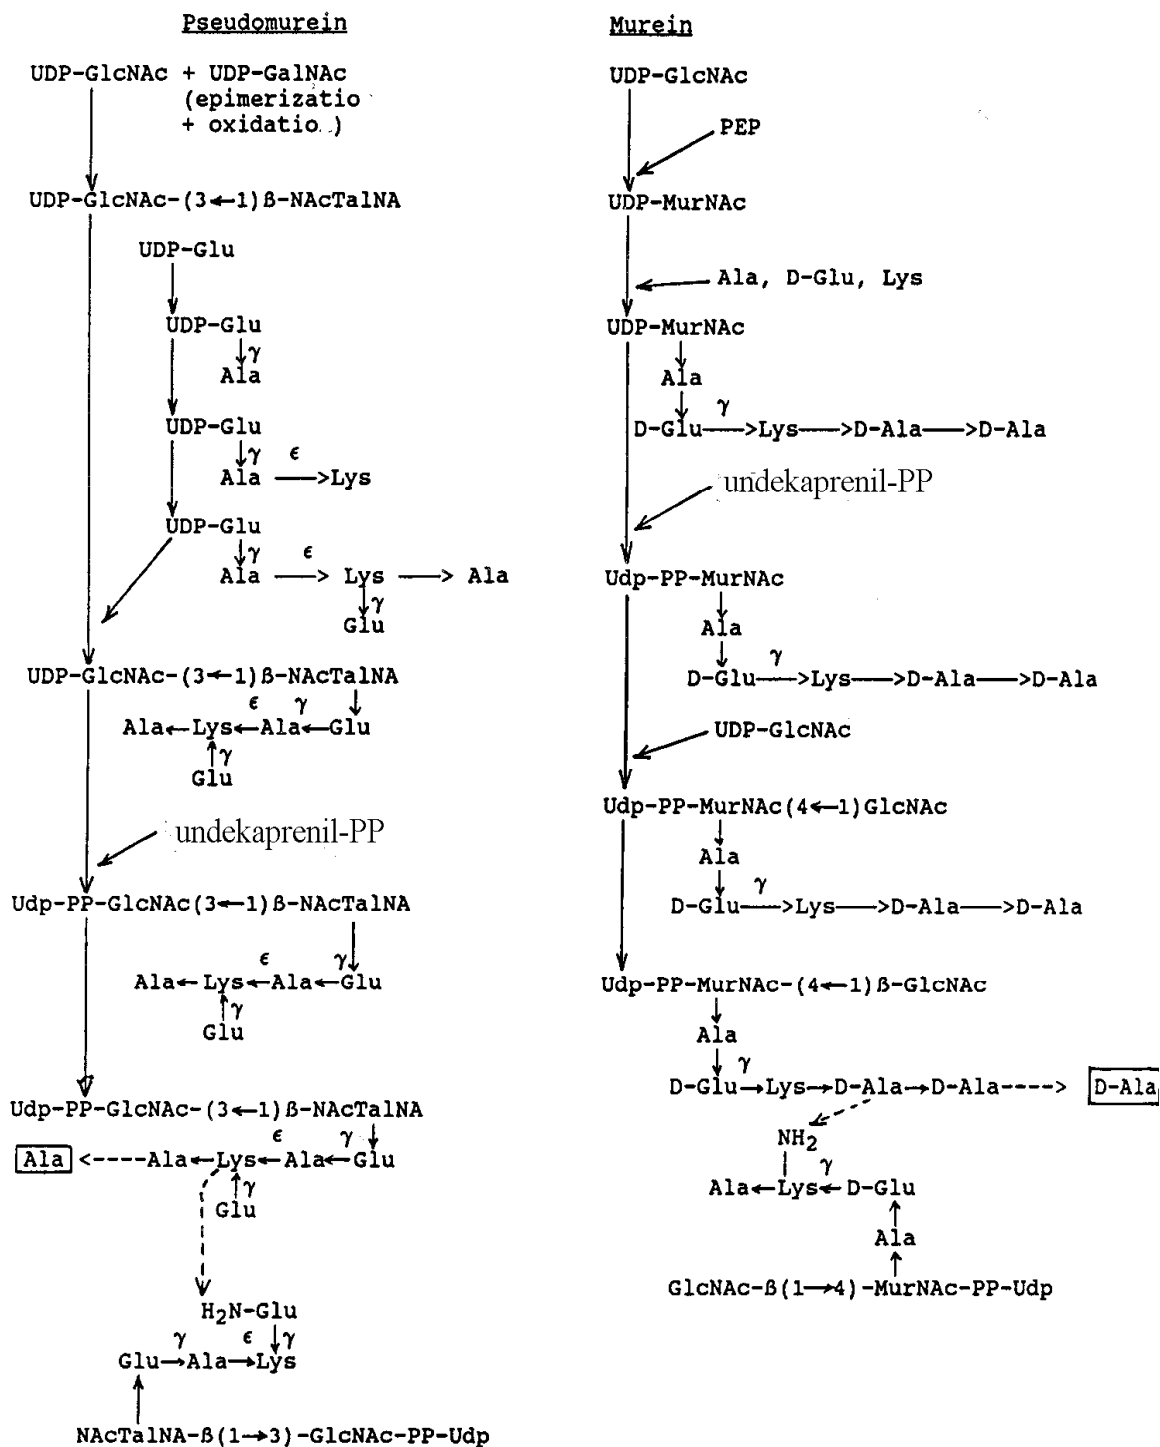 Pseudomurein
UDP-GlcNAc + UDP-GalNAc
(epimerizatio
+ oxidatio )
UDP-GlcNAc-(3←1)ß-NAcTalNA
UDP-Glu
UDP-Glu
↓γ
Ala
UDP-Glu
↓γ ϵ
Ala ——>Lys
UDP-Glu
↓γ ϵ
Ala ——> Lys ——> Ala
↓γ
Glu
UDP-GlcNAc-(3←1)ß-NAcTalNA
ϵ γ
Ala←Lys←Ala←Glu
↑γ
Glu
undekaprenil-PP
Udp-PP-GlcNAc(3←1)ß-NAcTalNA
ϵ γ
Ala←Lys←Ala←Glu
↑γ
Glu
Udp-PP-GlcNAc-(3←1)ß-NAcTalNA
ϵ γ
Ala <----Ala←Lys←Ala←Glu
↑γ
Glu
H₂N-Glu
γ ϵ ↓γ
Glu→Ala→Lys
NAcTalNA-ß(1→3)-GlcNAc-PP-Udp
Murein
UDP-GlcNAc
PEP
UDP-MurNAc
Ala, D-Glu, Lys
UDP-MurNAc
Ala
γ
D-Glu——>Lys——>D-Ala——>D-Ala
undekaprenil-PP
Udp-PP-MurNAc
Ala
γ
D-Glu——>Lys——>D-Ala——>D-Ala
UDP-GlcNAc
Udp-PP-MurNAc(4←1)GlcNAc
Ala
γ
D-Glu——>Lys——>D-Ala——>D-Ala
Udp-PP-MurNAc-(4←1)ß-GlcNAc
Ala
γ
D-Glu→Lys→D-Ala→D-Ala----> D-Ala
NH₂
γ
Ala←Lys←D-Glu
Ala
GlcNAc-ß(1→4)-MurNAc-PP-Udp